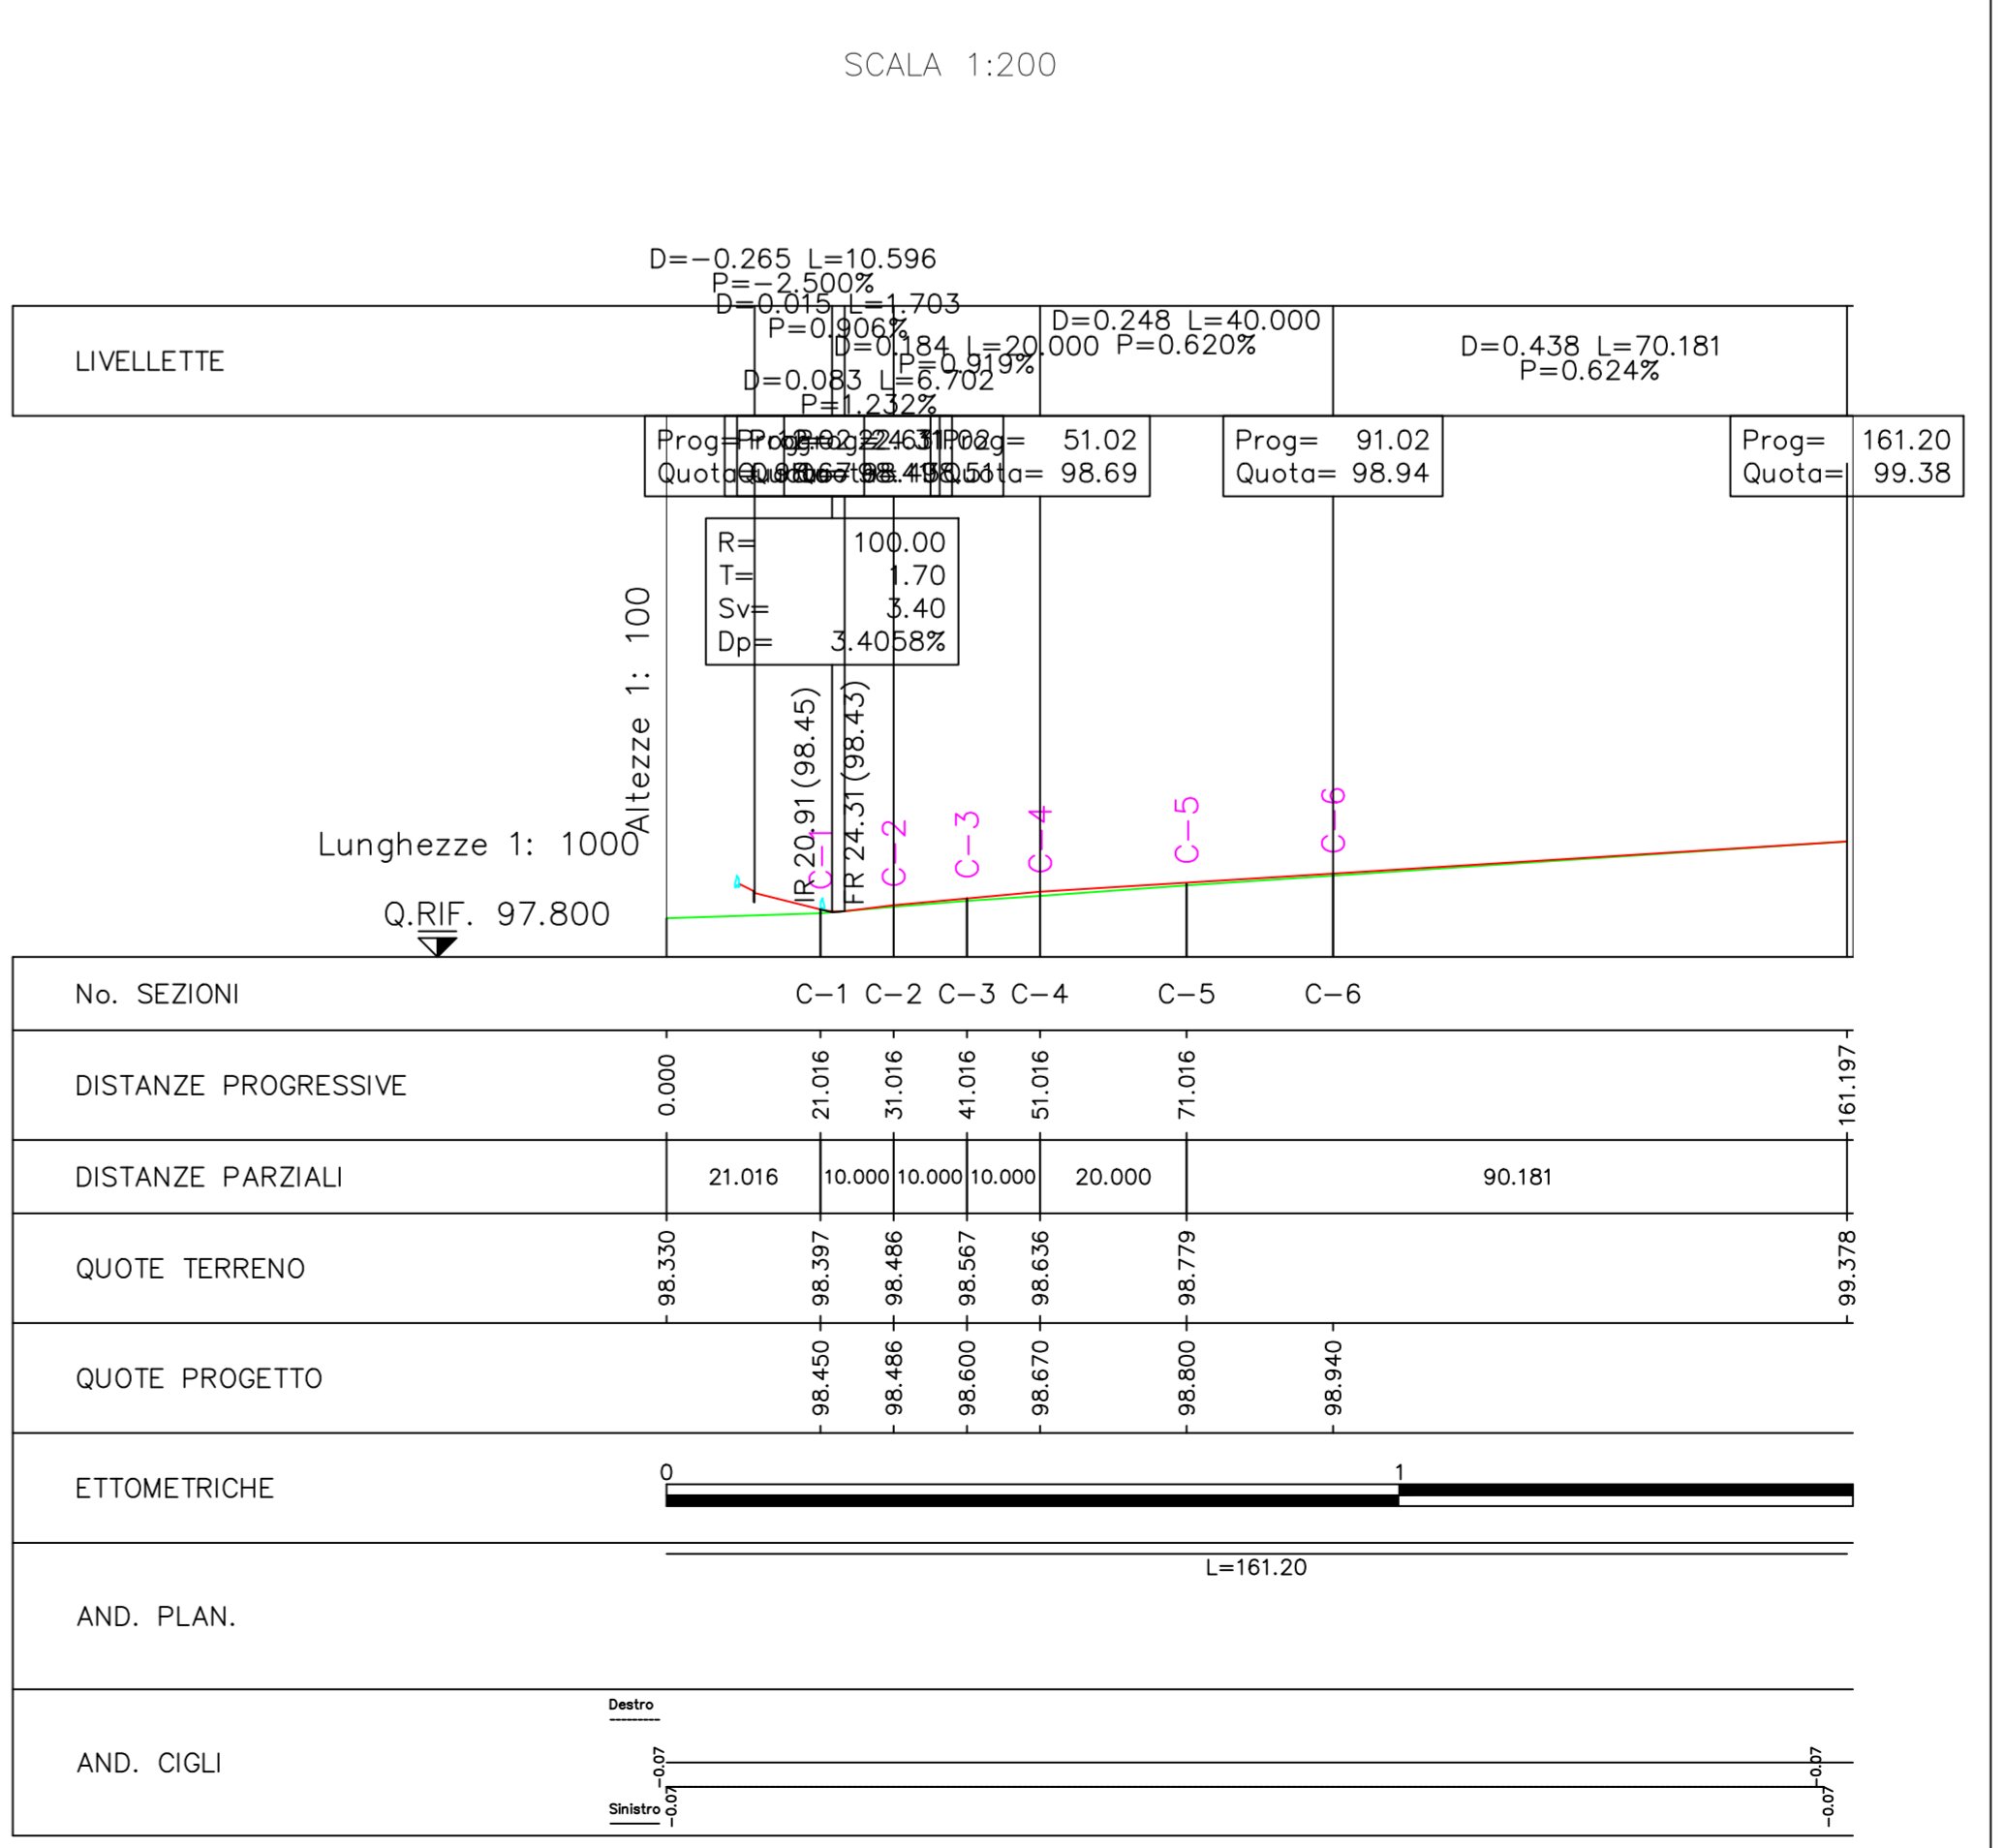 SCALA 1:200
D=-0.265 L=10.596
P=-2.500%
D=0.015 L=1.703
P=0.906%
D=0.248 L=40.000
D=0.184 L=20.000
P=0.620%
P=0.919%
D=0.438 L=70.181
P=0.624%
D=0.083 L=6.702
P=1.232%
LIVELLETTE
Prog= 51.02
Quota= 98.69
Prog= 91.02
Quota= 98.94
Prog= 161.20
Quota= 99.38
R= 100.00
T= 1.70
Sv= 3.40
Dp= 3.4058%
Altezze 1: 100
Lunghezze 1: 1000
Q.RIF. 97.800
IR 20.91(98.45)
FR 24.31(98.43)
C-1
C-2
C-3
C-4
C-5
C-6
No. SEZIONI C-1 C-2 C-3 C-4 C-5 C-6
DISTANZE PROGRESSIVE 0.000 21.016 31.016 41.016 51.016 71.016 161.197
DISTANZE PARZIALI 21.016 10.000 10.000 10.000 20.000 90.181
QUOTE TERRENO 98.330 98.397 98.486 98.567 98.636 98.779 99.378
QUOTE PROGETTO 98.450 98.486 98.600 98.670 98.800 98.940
ETTOMETRICHE 0 1
L=161.20
AND. PLAN.
Destro
AND. CIGLI
-0.07 -0.07
-0.07 -0.07
Sinistro